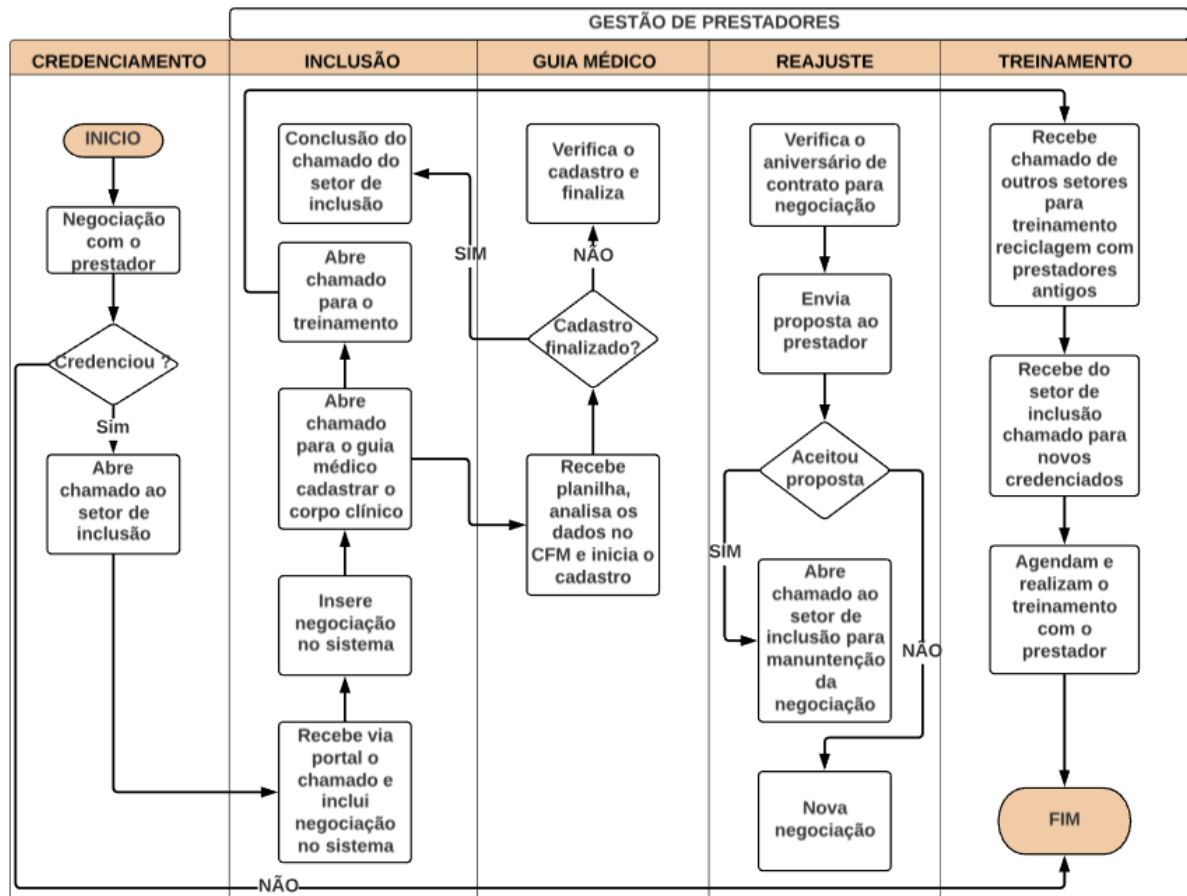 GESTÃO DE PRESTADORES
CREDENCIAMENTO
INCLUSÃO
GUIA MÉDICO
REAJUSTE
TREINAMENTO
INICIO
Negociação
com o
prestador
Credenciou ?
Sim
Abre
chamado ao
setor de
inclusão
NÃO
Conclusão do
chamado do
setor de
inclusão
Abre
chamado
para o
treinamento
Abre
chamado
para o guia
médico
cadastrar o
corpo clínico
Insere
negociação
no sistema
Recebe via
portal o
chamado e
inclui
negociação
no sistema
Verifica o
cadastro e
finaliza
SIM
NÃO
Cadastro
finalizado?
Recebe
planilha,
analisa os
dados no
CFM e inicia o
cadastro
Verifica o
aniversário de
contrato para
negociação
Envia
proposta ao
prestador
Aceitou
proposta
SIM
NÃO
Abre
chamado ao
setor de
inclusão para
manuntenção
da
negociação
Nova
negociação
Recebe
chamado de
outros setores
para
treinamento
reciclagem com
prestadores
antigos
Recebe do
setor de
inclusão
chamado para
novos
credenciados
Agendam e
realizam o
treinamento
com o
prestador
FIM